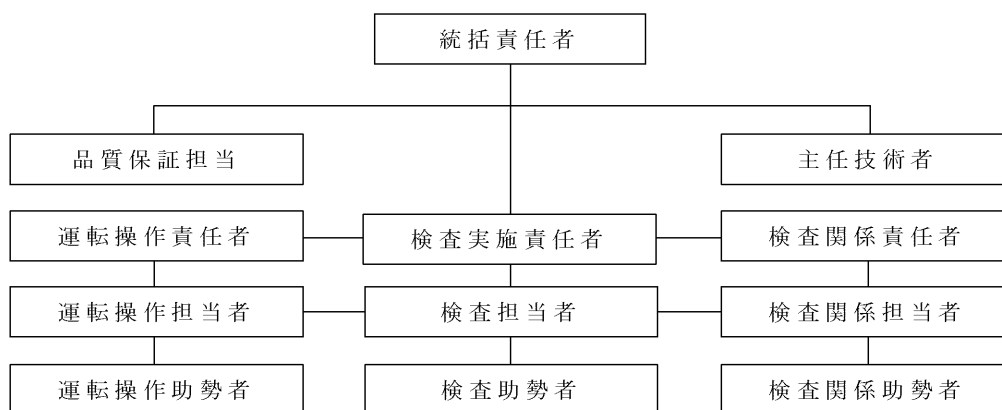 統括責任者
品質保証担当
主任技術者
運転操作責任者
検査実施責任者
検査関係責任者
運転操作担当者
検査担当者
検査関係担当者
運転操作助勢者
検査助勢者
検査関係助勢者